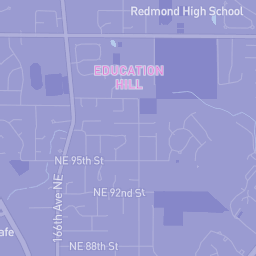 Redmond High School
EDUCATION
HILL
NE 95th St
166th Ave NE
NE 92nd St
afe
NE 88th St